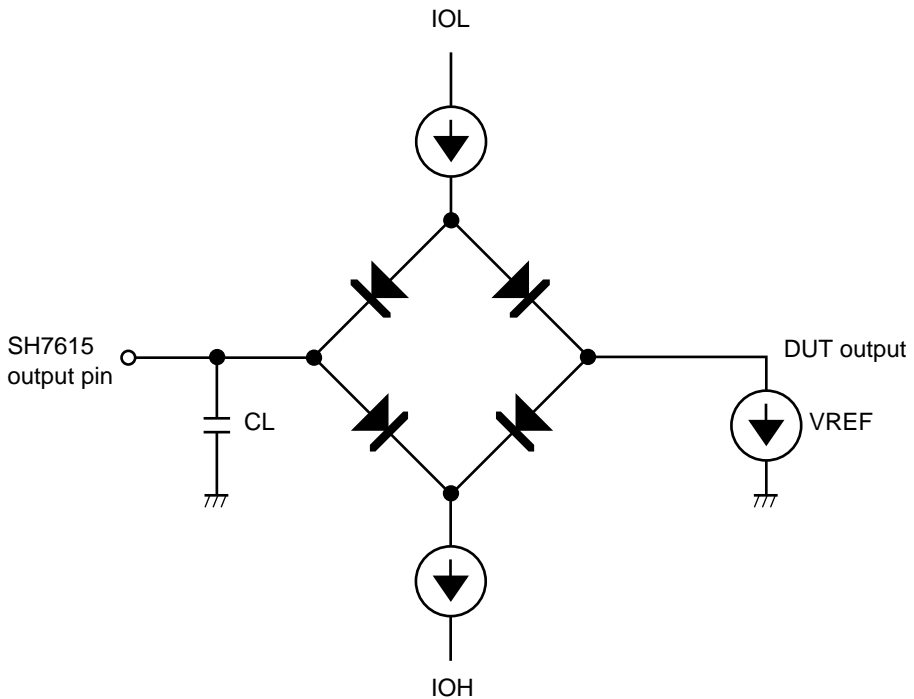 IOL
SH7615
output pin
CL
DUT output
VREF
IOH